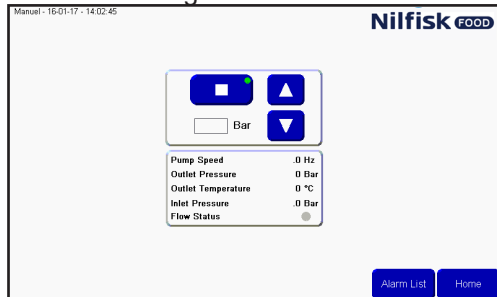 Manuel - 16-01-17 - 14:02:45
Nilfisk FOOD
Bar
Pump Speed .0 Hz
Outlet Pressure 0 Bar
Outlet Temperature 0 °C
Inlet Pressure .0 Bar
Flow Status
Alarm List Home